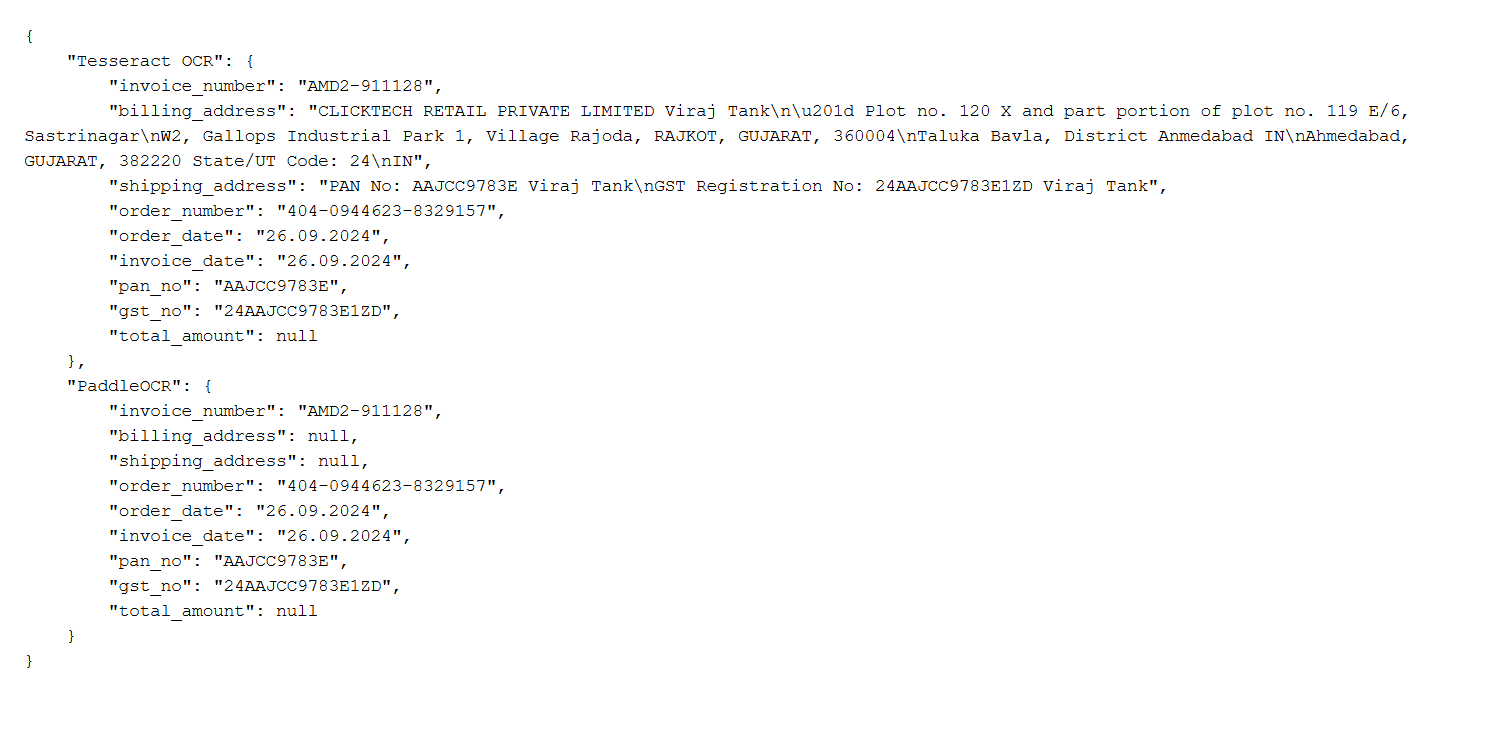 {
    "Tesseract OCR": {
        "invoice_number": "AMD2-911128",
        "billing_address": "CLICKTECH RETAIL PRIVATE LIMITED Viraj Tank\n\u201d Plot no. 120 X and part portion of plot no. 119 E/6,
Sastrinagar\nW2, Gallops Industrial Park 1, Village Rajoda, RAJKOT, GUJARAT, 360004\nTaluka Bavla, District Anmedabad IN\nAhmedabad,
GUJARAT, 382220 State/UT Code: 24\nIN",
        "shipping_address": "PAN No: AAJCC9783E Viraj Tank\nGST Registration No: 24AAJCC9783E1ZD Viraj Tank",
        "order_number": "404-0944623-8329157",
        "order_date": "26.09.2024",
        "invoice_date": "26.09.2024",
        "pan_no": "AAJCC9783E",
        "gst_no": "24AAJCC9783E1ZD",
        "total_amount": null
    },
    "PaddleOCR": {
        "invoice_number": "AMD2-911128",
        "billing_address": null,
        "shipping_address": null,
        "order_number": "404-0944623-8329157",
        "order_date": "26.09.2024",
        "invoice_date": "26.09.2024",
        "pan_no": "AAJCC9783E",
        "gst_no": "24AAJCC9783E1ZD",
        "total_amount": null
    }
}